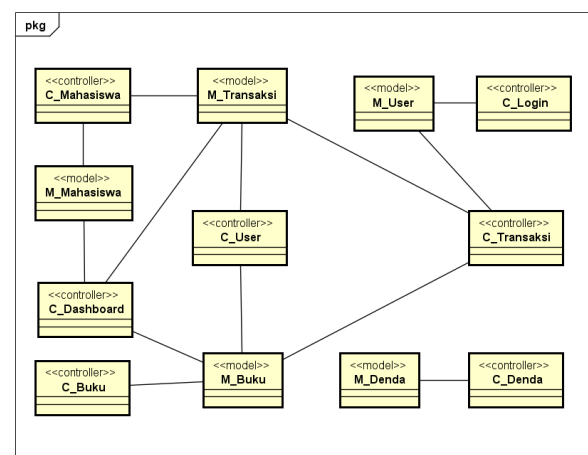 pkg
<<controller>>
C_Mahasiswa
<<model>>
M_Transaksi
<<model>>
M_User
<<controller>>
C_Login
<<model>>
M_Mahasiswa
<<controller>>
C_User
<<controller>>
C_Transaksi
<<controller>>
C_Dashboard
<<controller>>
C_Buku
<<model>>
M_Buku
<<model>>
M_Denda
<<controller>>
C_Denda